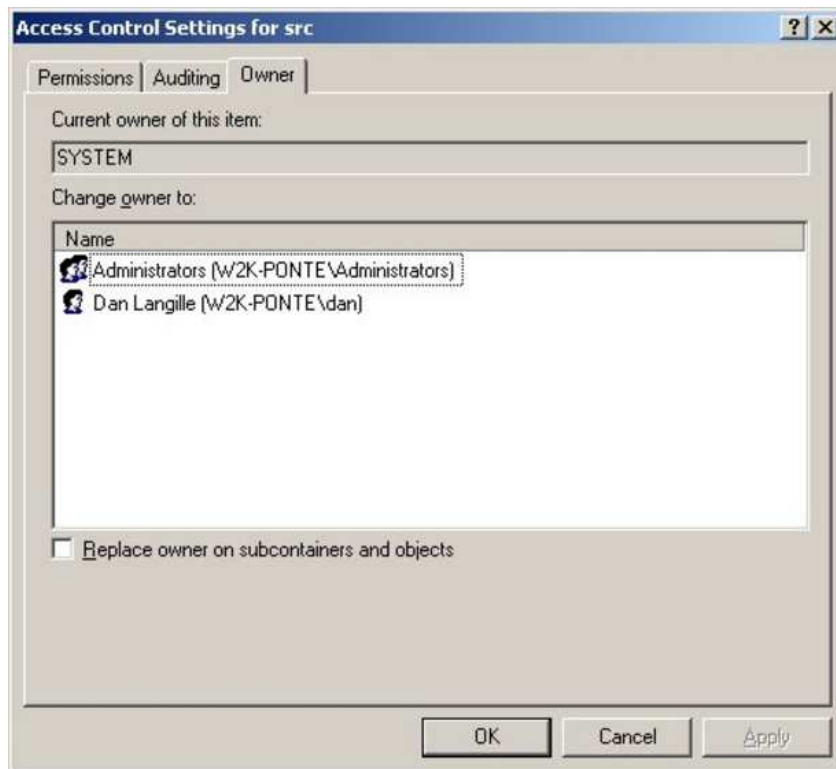 Access Control Settings for src
Permissions Auditing Owner
Current owner of this item:
SYSTEM
Change owner to:
Name
Administrators (W2K-PONTE\Administrators)
Dan Langille (W2K-PONTE\dan)
Replace owner on subcontainers and objects
OK Cancel Apply